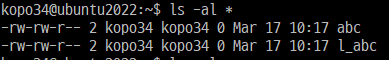 kopo34@ubuntu2022:~$ ls -al *
-rw-rw-r-- 2 kopo34 kopo34 0 Mar 17 10:17 abc
-rw-rw-r-- 2 kopo34 kopo34 0 Mar 17 10:17 l_abc